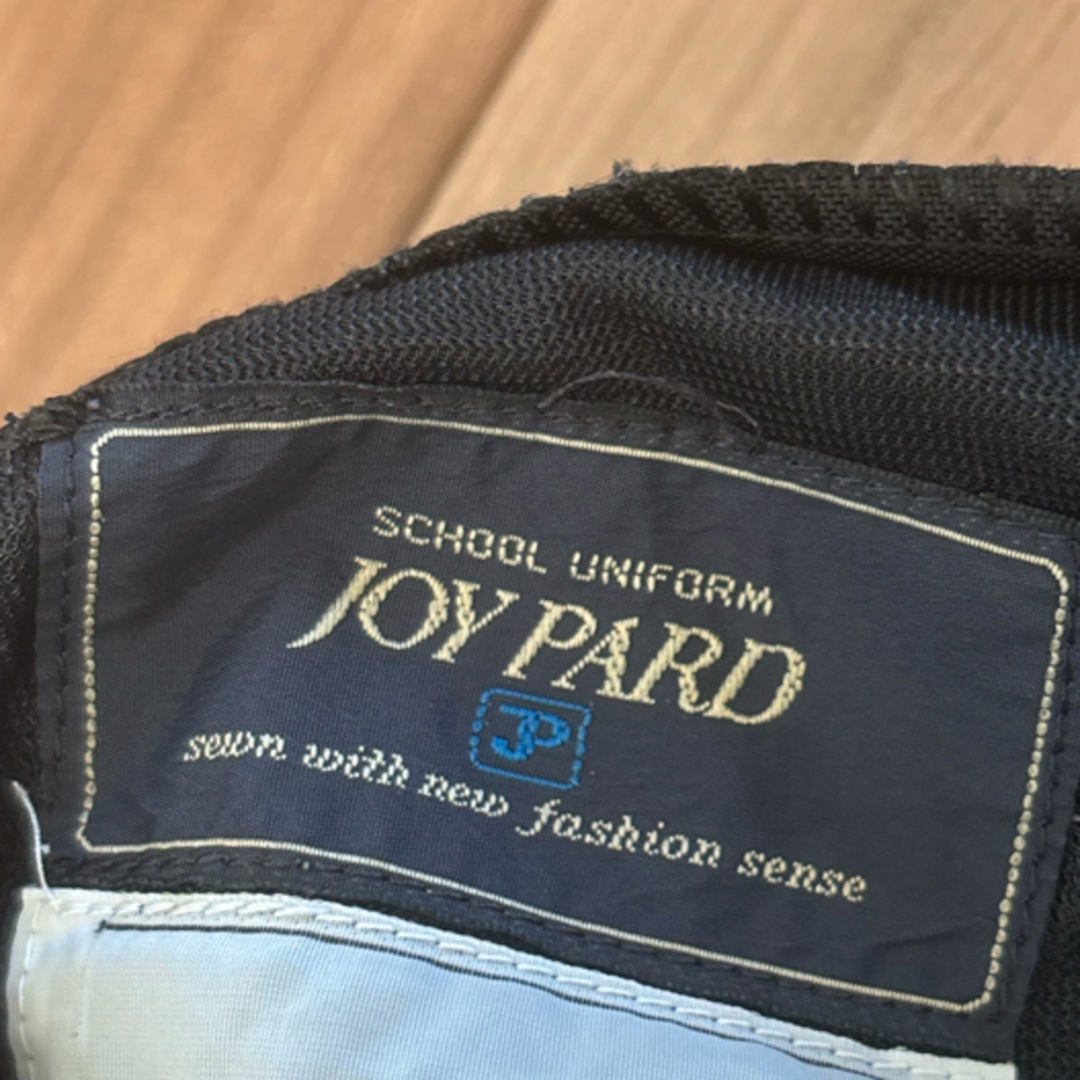 SCHOOL UNIFORM
JOY PARD
JP
sewn with new fashion sense